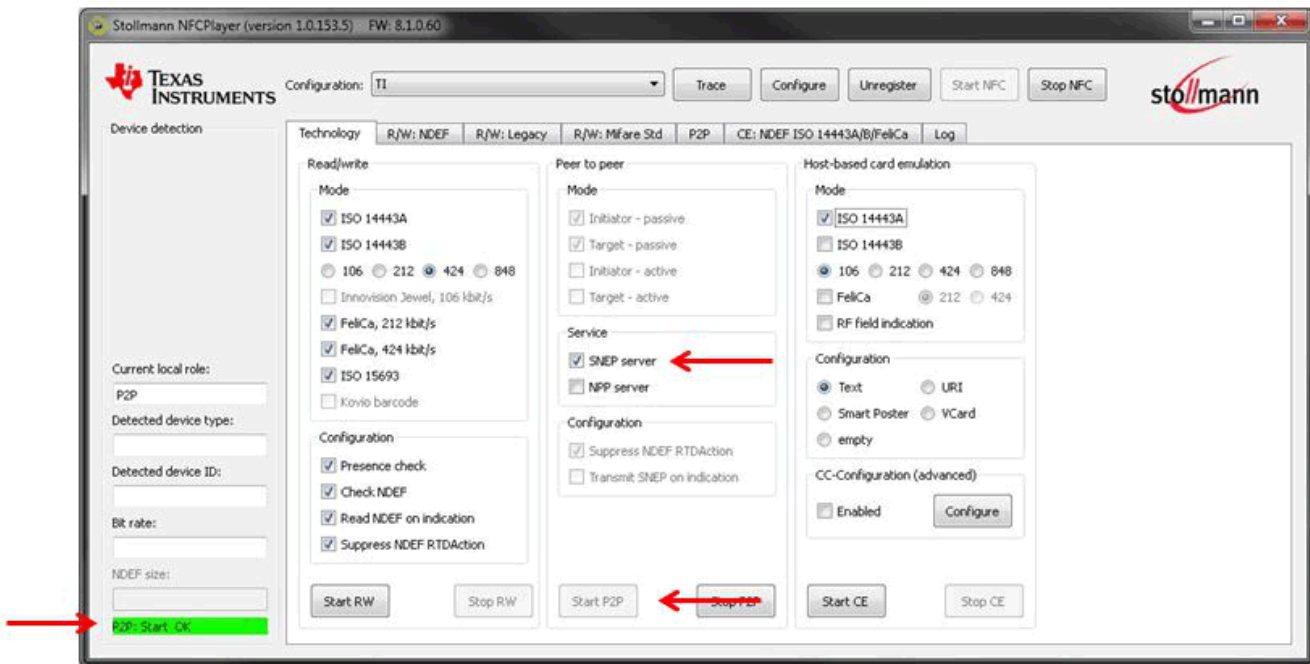 Stollmann NFCPlayer (version 1.0.153.5) FW: 8.1.0.60
TEXAS INSTRUMENTS
Configuration: TI Trace Configure Unregister Start NFC Stop NFC
stollmann
Device detection
Technology R/W: NDEF R/W: Legacy R/W: Mifare Std P2P CE: NDEF ISO 14443A/B/FeliCa Log
Read/write
Mode
ISO 14443A
ISO 14443B
106 212 424 848
Innovision Jewel, 106 kbit/s
FeliCa, 212 kbit/s
FeliCa, 424 kbit/s
ISO 15693
Kovio barcode
Configuration
Presence check
Check NDEF
Read NDEF on indication
Suppress NDEF RTDAction
Start RW Stop RW
Peer to peer
Mode
Initiator - passive
Target - passive
Initiator - active
Target - active
Service
SNEP server
NPP server
Configuration
Suppress NDEF RTDAction
Transmit SNEP on indication
Start P2P Stop P2P
Host-based card emulation
Mode
ISO 14443A
ISO 14443B
106 212 424 848
FeliCa 212 424
RF field indication
Configuration
Text URI
Smart Poster VCard
empty
CC-Configuration (advanced)
Enabled Configure
Start CE Stop CE
Current local role:
P2P
Detected device type:
Detected device ID:
Bit rate:
NDEF size:
P2P: Start OK